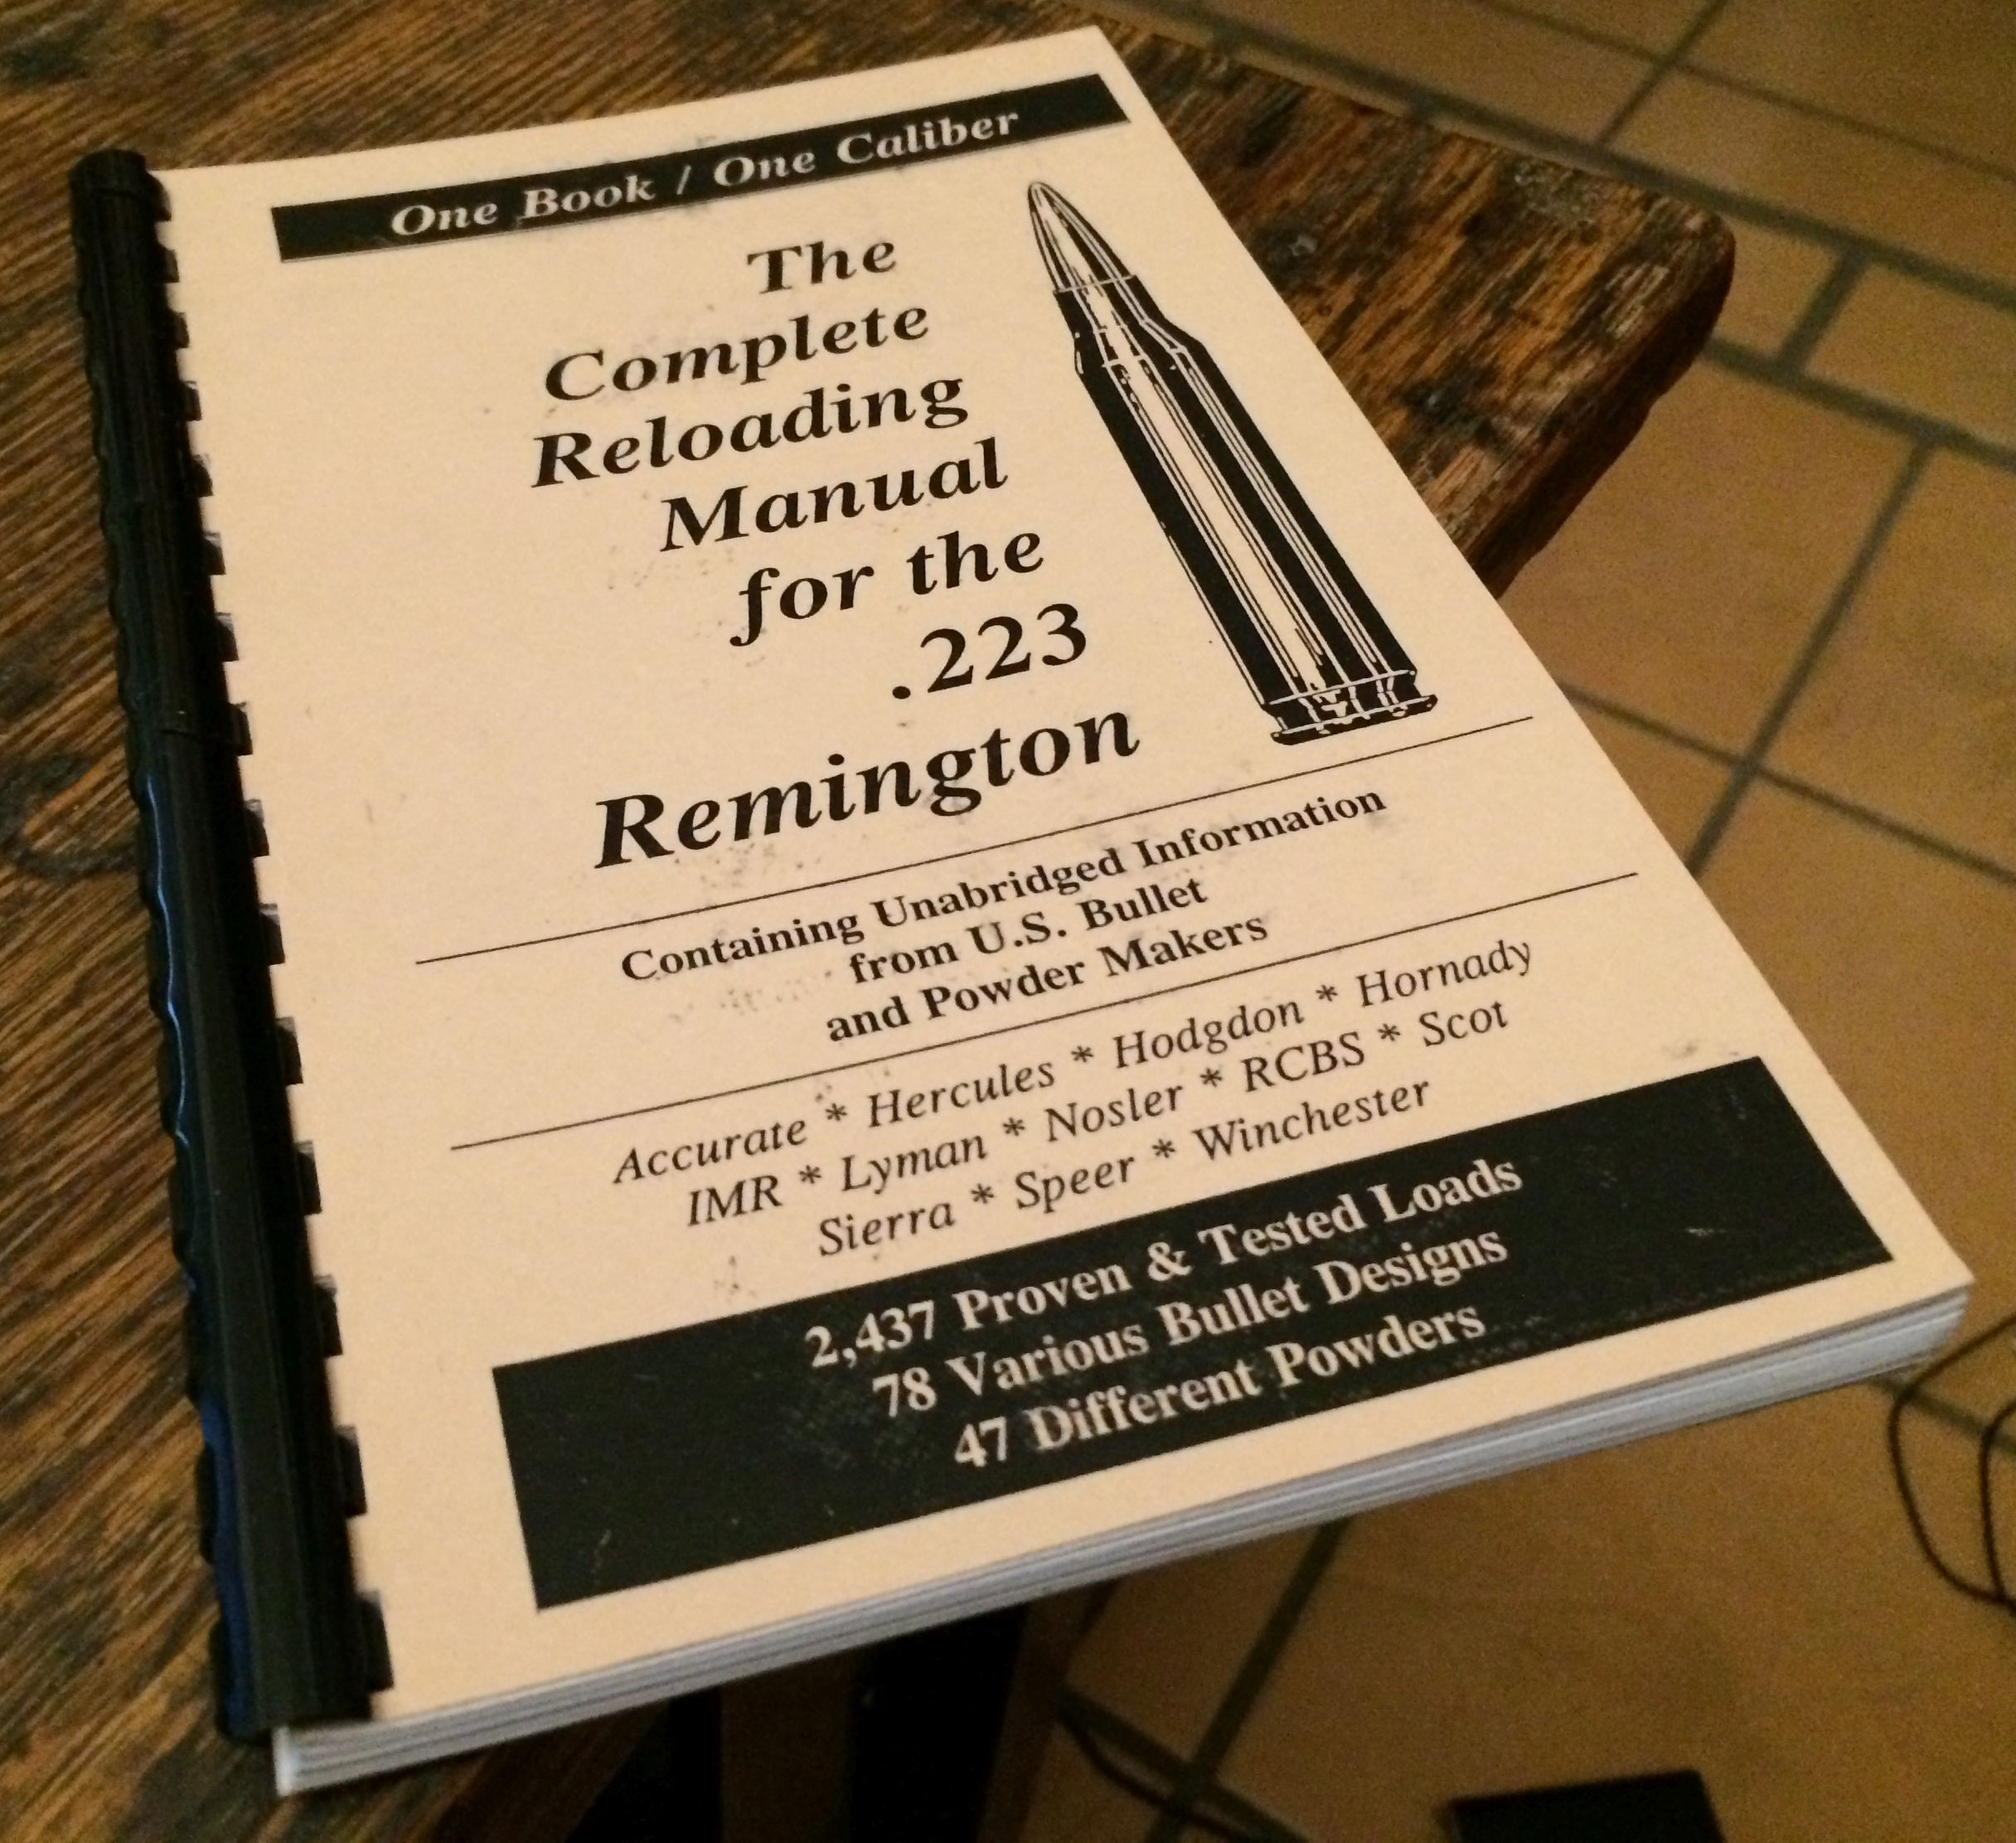 One Book / One Caliber
The
Complete
Reloading
Manual
for the
.223
Remington
Containing Unabridged Information
from U.S. Bullet
and Powder Makers
Accurate * Hercules * Hodgdon * Hornady
IMR * Lyman * Nosler * RCBS * Scot
Sierra * Speer * Winchester
2,437 Proven & Tested Loads
78 Various Bullet Designs
47 Different Powders